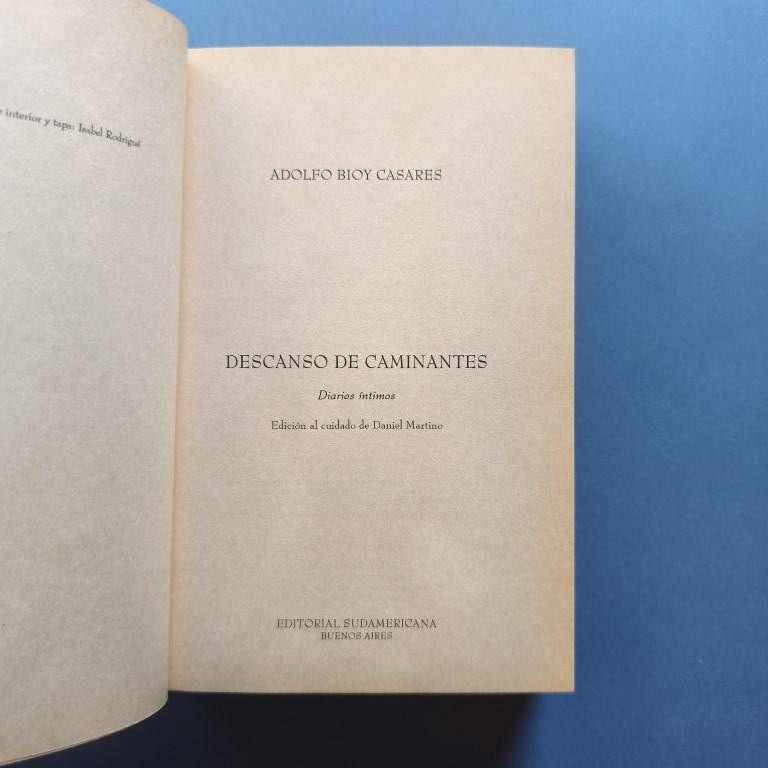 interior y tapa: Isabel Rodrigué
ADOLFO BIOY CASARES
DESCANSO DE CAMINANTES
Diarios íntimos
Edición al cuidado de Daniel Martino
EDITORIAL SUDAMERICANA
BUENOS AIRES